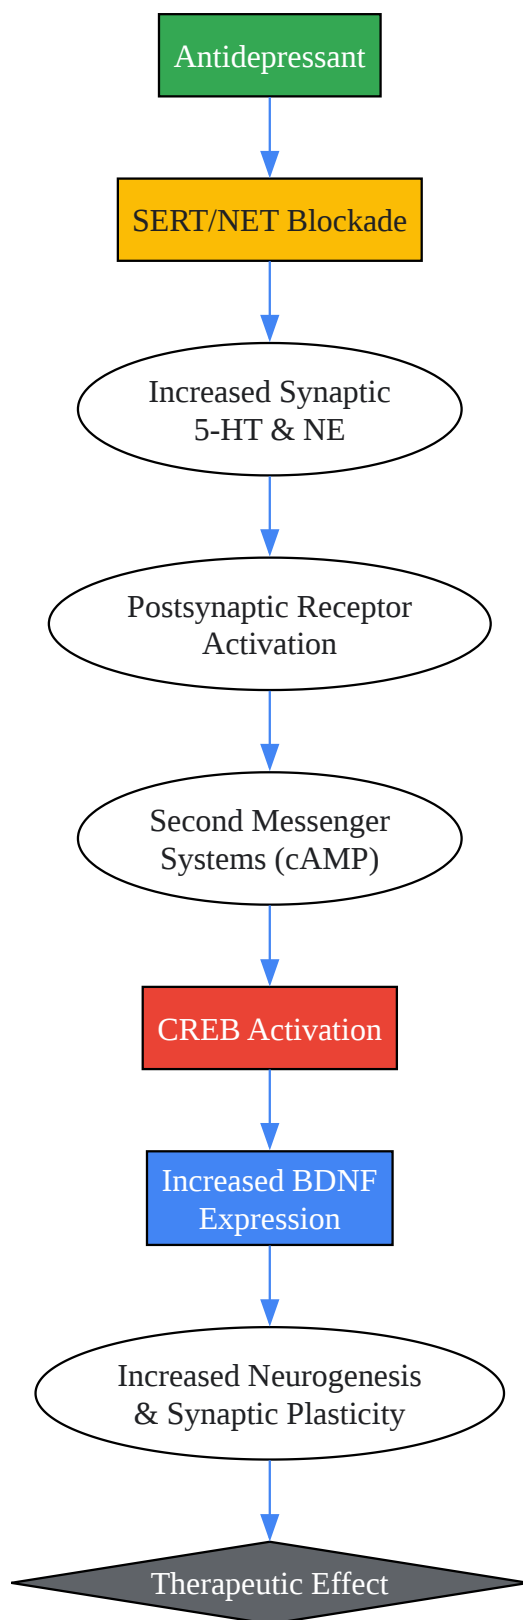 Antidepressant
SERT/NET Blockade
Increased Synaptic
5-HT & NE
Postsynaptic Receptor
Activation
Second Messenger
Systems (cAMP)
CREB Activation
Increased BDNF
Expression
Increased Neurogenesis
& Synaptic Plasticity
Therapeutic Effect